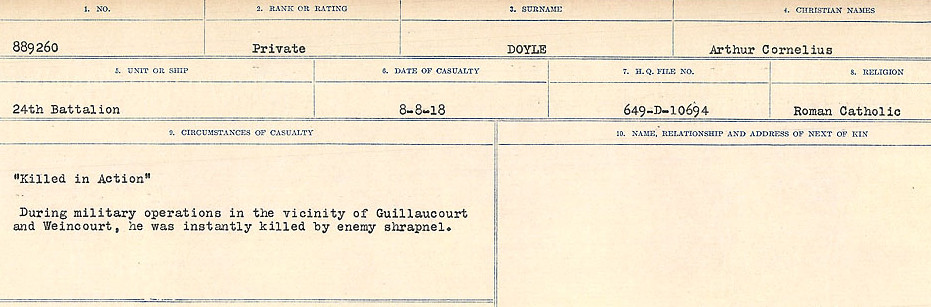 1. NO. 2. RANK OR RATING 3. SURNAME 4. CHRISTIAN NAMES
889260 Private DOYLE Arthur Cornelius
5. UNIT OR SHIP 6. DATE OF CASUALTY 7. H.Q. FILE NO. 8. RELIGION
24th Battalion 8-8-18 649-D-10694 Roman Catholic
9. CIRCUMSTANCES OF CASUALTY 10. NAME, RELATIONSHIP AND ADDRESS OF NEXT OF KIN
"Killed in Action"
During military operations in the vicinity of Guillaucourt
and Weincourt, he was instantly killed by enemy shrapnel.